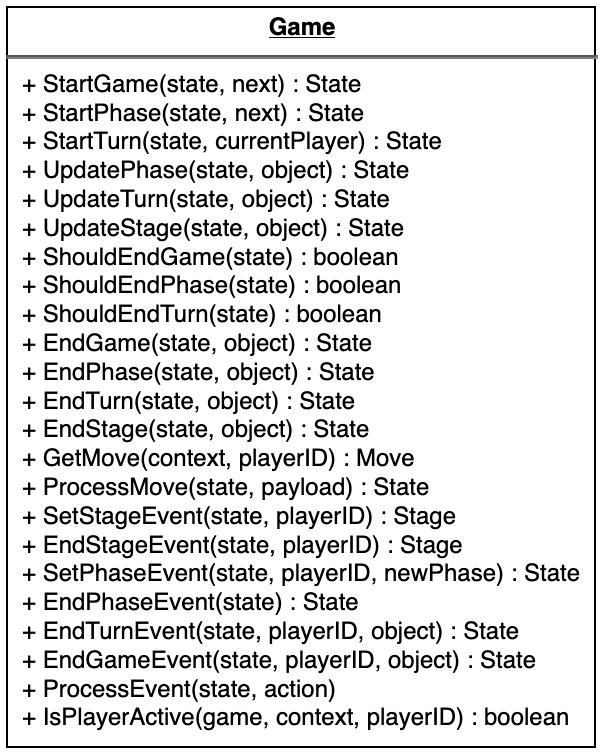 Game
+ StartGame(state, next) : State
+ StartPhase(state, next) : State
+ StartTurn(state, currentPlayer) : State
+ UpdatePhase(state, object) : State
+ UpdateTurn(state, object) : State
+ UpdateStage(state, object) : State
+ ShouldEndGame(state) : boolean
+ ShouldEndPhase(state) : boolean
+ ShouldEndTurn(state) : boolean
+ EndGame(state, object) : State
+ EndPhase(state, object) : State
+ EndTurn(state, object) : State
+ EndStage(state, object) : State
+ GetMove(context, playerID) : Move
+ ProcessMove(state, payload) : State
+ SetStageEvent(state, playerID) : Stage
+ EndStageEvent(state, playerID) : Stage
+ SetPhaseEvent(state, playerID, newPhase) : State
+ EndPhaseEvent(state) : State
+ EndTurnEvent(state, playerID, object) : State
+ EndGameEvent(state, playerID, object) : State
+ ProcessEvent(state, action)
+ IsPlayerActive(game, context, playerID) : boolean